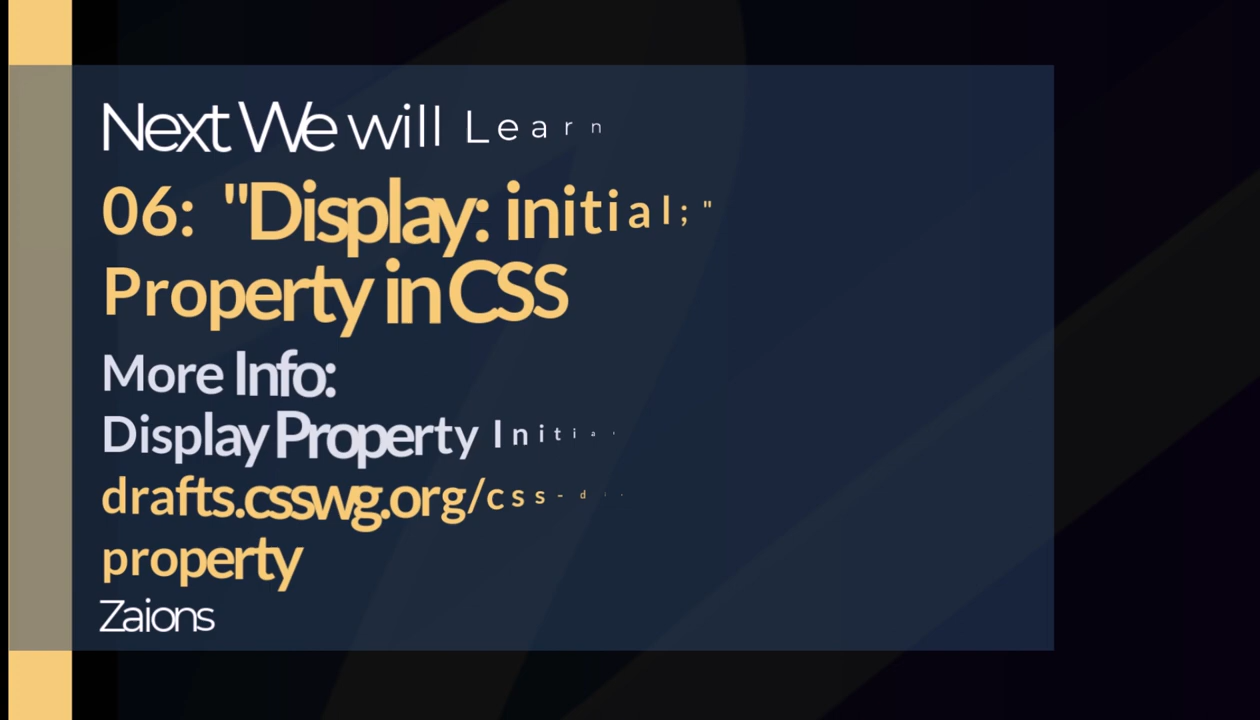 Next We will Learn
06: "Display: initial;"
Property in CSS
More Info:
Display Property
drafts.csswg.org/css-
property
Zaions